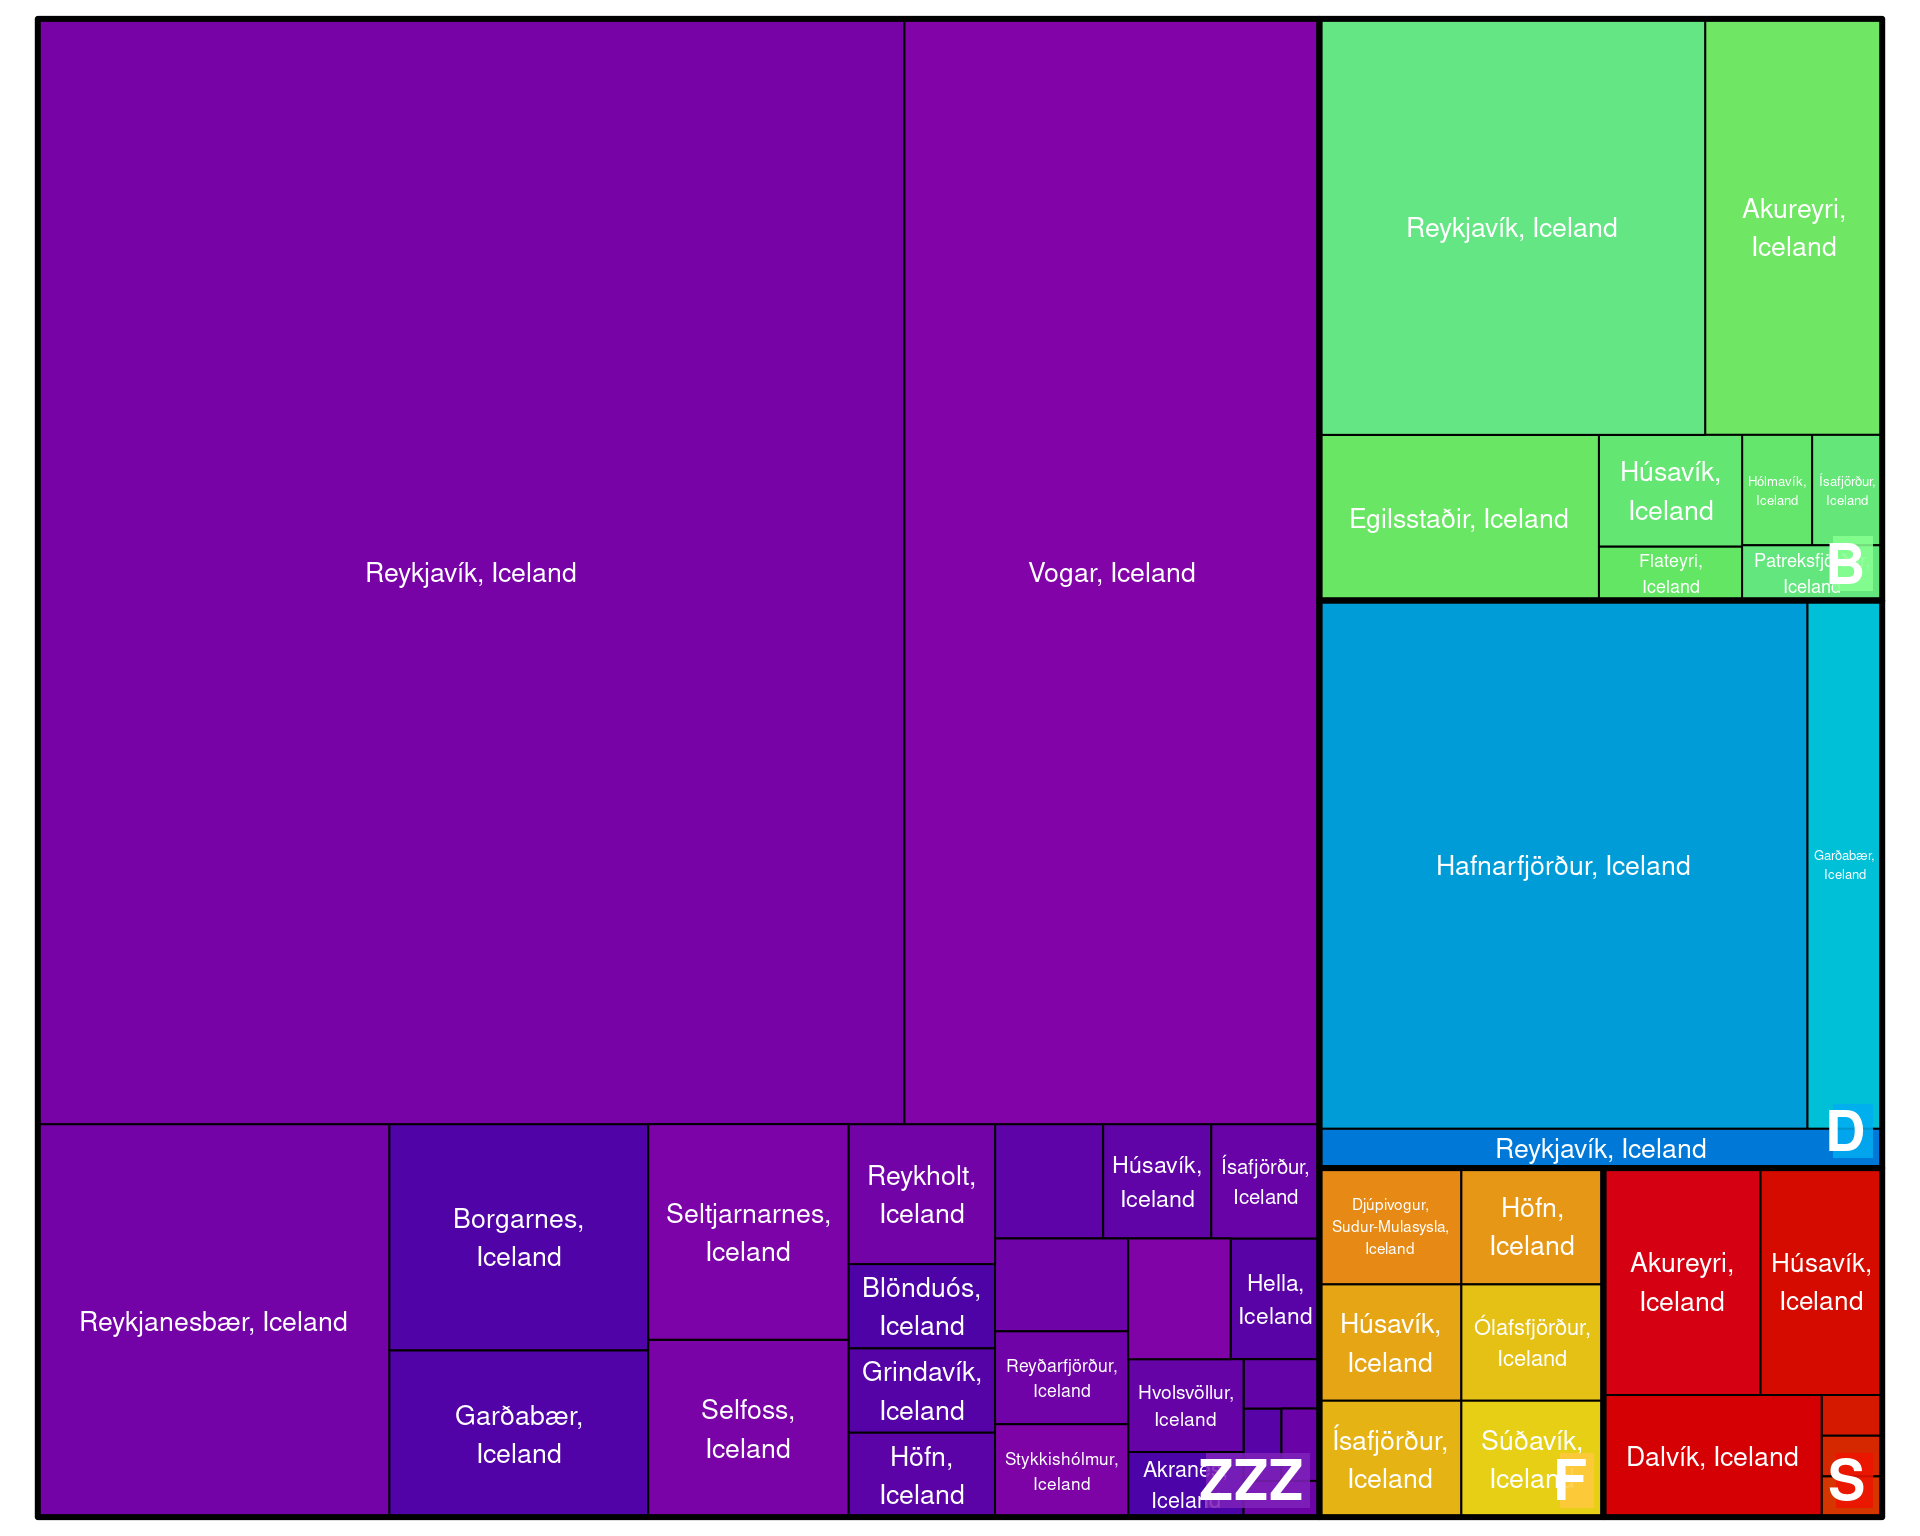 Reykjavík, Iceland
Vogar, Iceland
Reykjanesbær, Iceland
Borgarnes,
Iceland
Garðabær,
Iceland
Seltjarnarnes,
Iceland
Selfoss,
Iceland
Reykholt,
Iceland
Blönduós,
Iceland
Grindavík,
Iceland
Höfn,
Iceland
Húsavík,
Iceland
Ísafjörður,
Iceland
Hella,
Iceland
Reyðarfjörður,
Iceland
Stykkishólmur,
Iceland
Hvolsvöllur,
Iceland
Akranes
Iceland
ZZZ
Reykjavík, Iceland
Akureyri,
Iceland
Egilsstaðir, Iceland
Húsavík,
Iceland
Flateyri,
Iceland
Hólmavík,
Iceland
Ísafjörður,
Iceland
Iceland
B
Hafnarfjörður, Iceland
Garðabær,
Iceland
Reykjavík, Iceland
D
Djúpivogur,
Sudur-Mulasysla,
Iceland
Höfn,
Iceland
Húsavík,
Iceland
Ólafsfjörður,
Iceland
Ísafjörður,
Iceland
Súðavík,
Iceland
F
Akureyri,
Iceland
Húsavík,
Iceland
Dalvík, Iceland
S